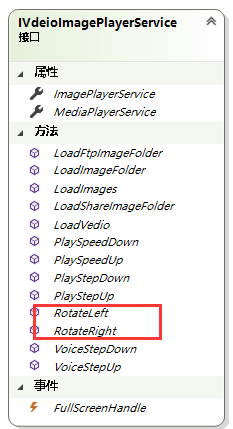 IVdeioImagePlayerService
接口
属性
ImagePlayerService
MediaPlayerService
方法
LoadFtpImageFolder
LoadImageFolder
LoadImages
LoadShareImageFolder
LoadVedio
PlaySpeedDown
PlaySpeedUp
PlayStepDown
PlayStepUp
RotateLeft
RotateRight
VoiceStepDown
VoiceStepUp
事件
FullScreenHandle